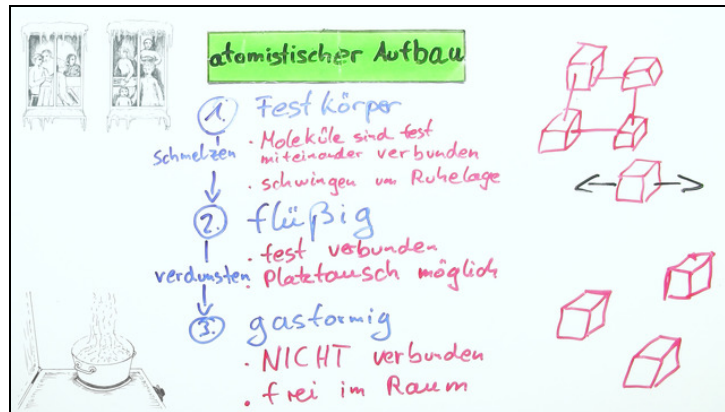 atomistischer Aufbau
1. Festkörper
· Moleküle sind fest
miteinander verbunden
schmelzen
· schwingen um Ruhelage
2. flüßig
· fest verbunden
verdunsten
· Platztausch möglich
3. gasformig
· NICHT verbunden
· frei im Raum